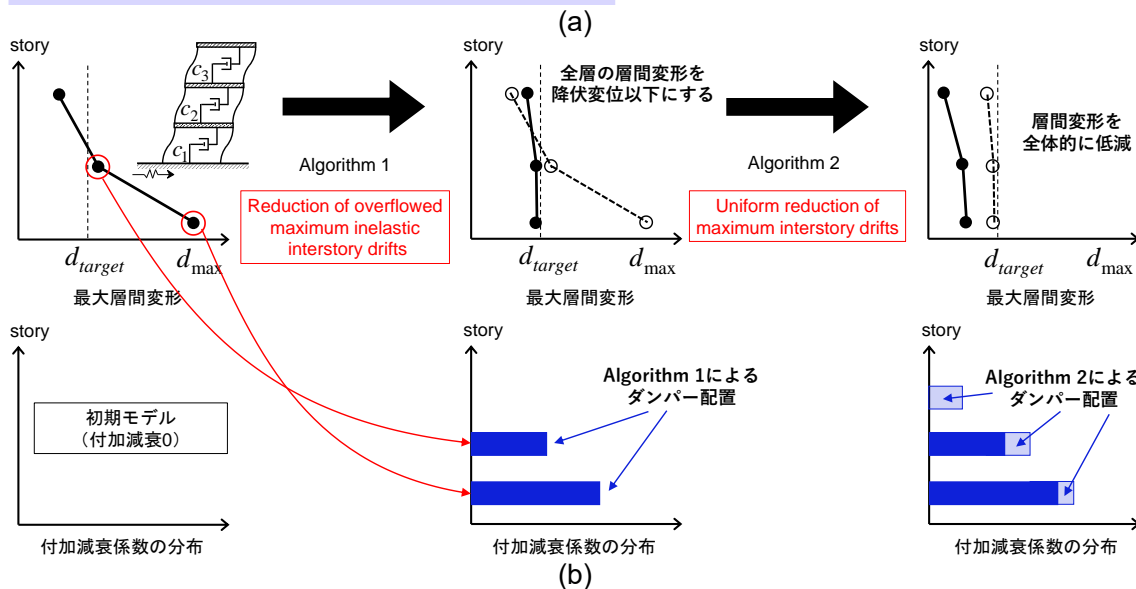 (a)
story
c3
c2
c1
d_target
d_max
最大層間変形
Algorithm 1
Reduction of overflowed
maximum inelastic
interstory drifts
story
全層の層間変形を
降伏変位以下にする
d_target
d_max
最大層間変形
Algorithm 2
Uniform reduction of
maximum interstory drifts
story
層間変形を
全体的に低減
d_target
d_max
最大層間変形
story
初期モデル
（付加減衰0）
付加減衰係数の分布
story
Algorithm 1による
ダンパー配置
付加減衰係数の分布
story
Algorithm 2による
ダンパー配置
付加減衰係数の分布
(b)